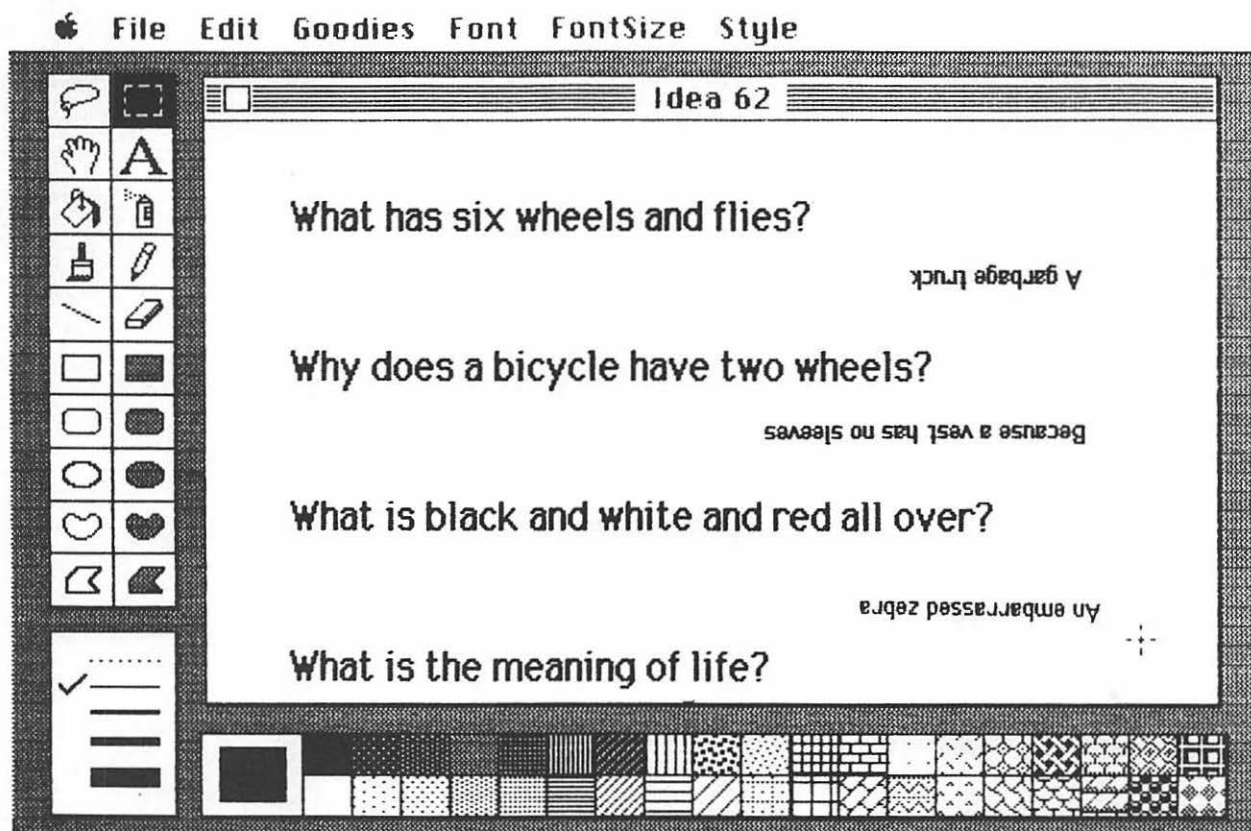 File Edit Goodies Font FontSize Style
Idea 62
A
What has six wheels and flies?
A garbage truck
Why does a bicycle have two wheels?
Because a vest has no sleeves
What is black and white and red all over?
An embarrassed zebra
What is the meaning of life?